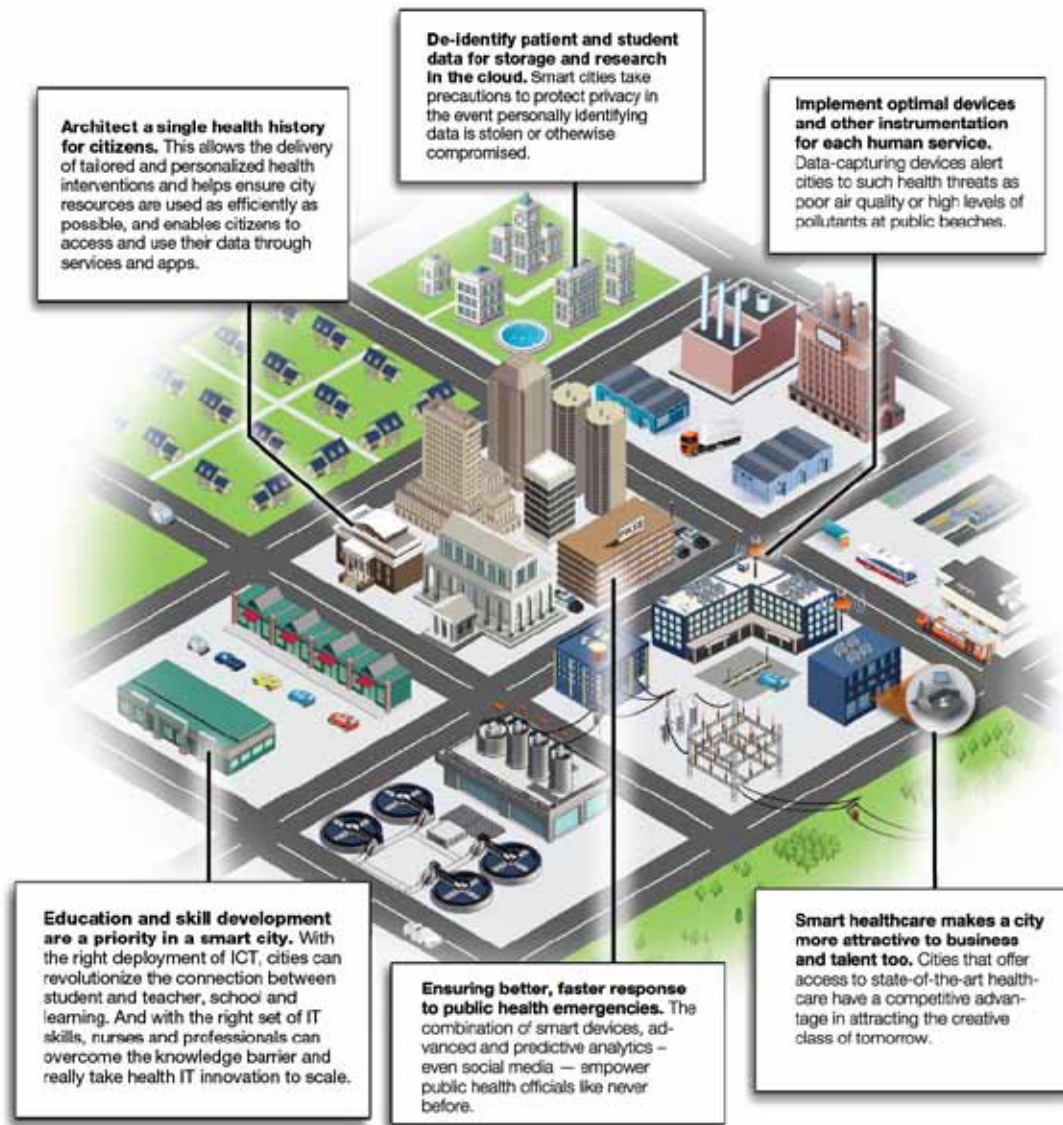 De-identify patient and student
data for storage and research
in the cloud. Smart cities take
precautions to protect privacy in
the event personally identifying
data is stolen or otherwise
compromised.
Architect a single health history
for citizens. This allows the delivery
of tailored and personalized health
interventions and helps ensure city
resources are used as efficiently as
possible, and enables citizens to
access and use their data through
services and apps.
Implement optimal devices
and other instrumentation
for each human service.
Data-capturing devices alert
cities to such health threats as
poor air quality or high levels of
pollutants at public beaches.
Education and skill development
are a priority in a smart city. With
the right deployment of ICT, cities can
revolutionize the connection between
student and teacher, school and
learning. And with the right set of IT
skills, nurses and professionals can
overcome the knowledge barrier and
really take health IT innovation to scale.
Ensuring better, faster response
to public health emergencies. The
combination of smart devices, ad-
vanced and predictive analytics –
even social media — empower
public health officials like never
before.
Smart healthcare makes a city
more attractive to business
and talent too. Cities that offer
access to state-of-the-art health-
care have a competitive advan-
tage in attracting the creative
class of tomorrow.